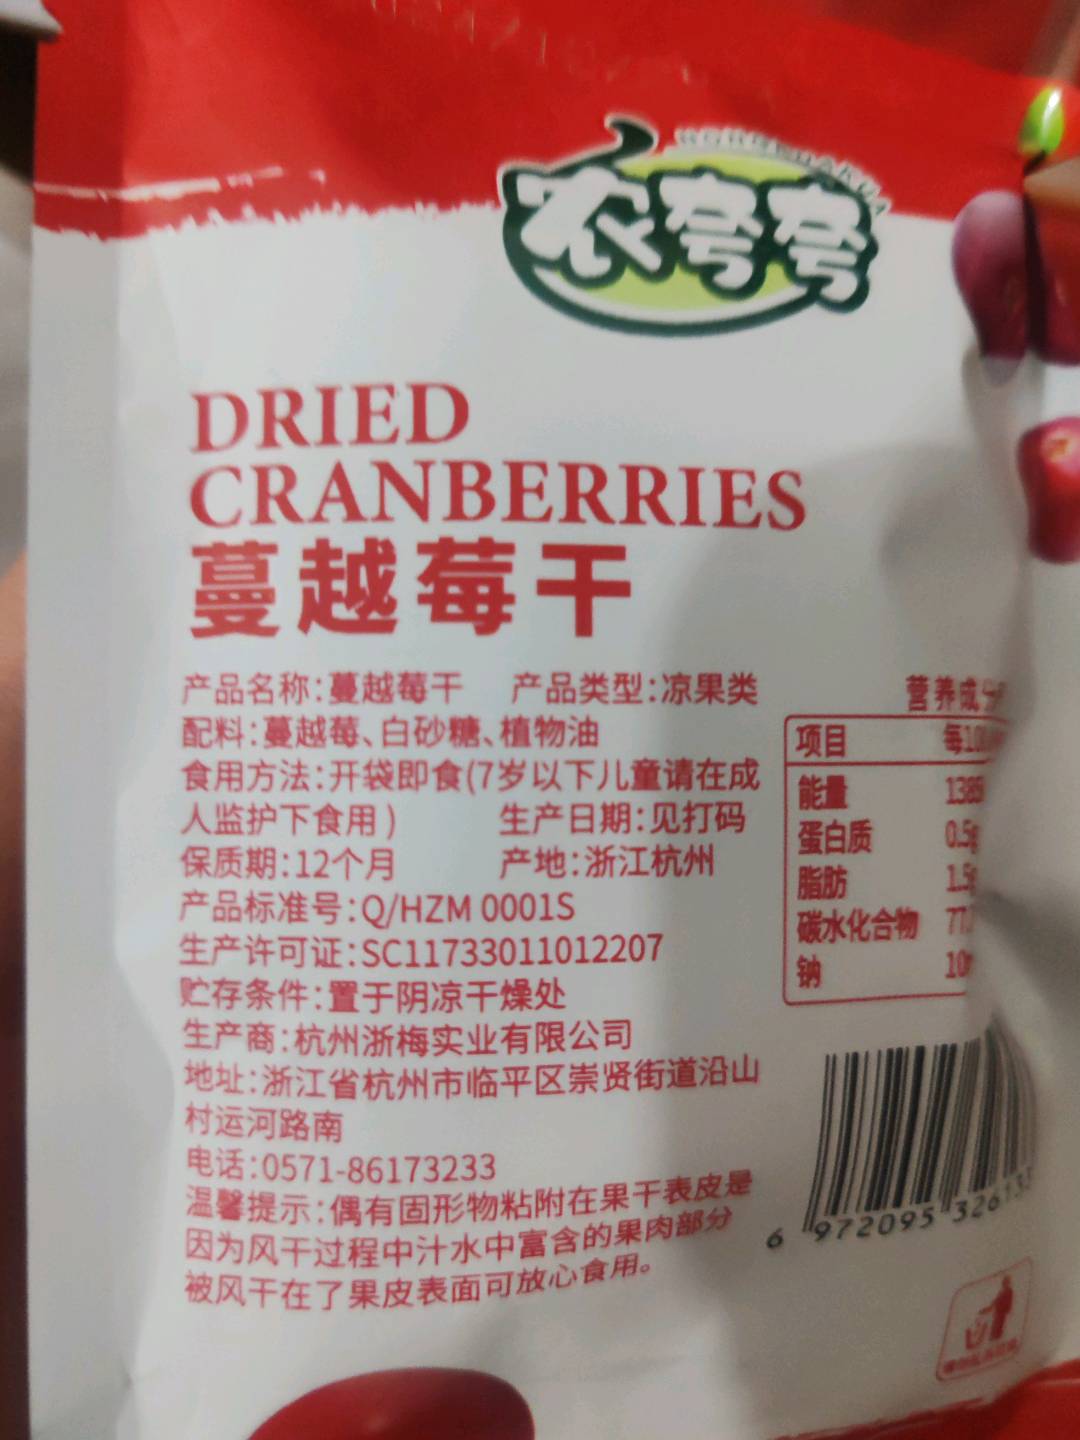 农夸夸
DRIED
CRANBERRIES
蔓越莓干
产品名称:蔓越莓干 产品类型:凉果类
配料:蔓越莓、白砂糖、植物油
食用方法:开袋即食(7岁以下儿童请在成
人监护下食用) 生产日期:见打码
保质期:12个月 产地:浙江杭州
产品标准号:Q/HZM 0001S
生产许可证:SC11733011012207
贮存条件:置于阴凉干燥处
生产商:杭州浙梅实业有限公司
地址:浙江省杭州市临平区崇贤街道沿山
村运河路南
电话:0571-86173233
温馨提示:偶有固形物粘附在果干表皮是
因为风干过程中汁水中富含的果肉部分
被风干在了果皮表面可放心食用。
营养成分
项目
能量
蛋白质 0.5g
脂肪 1.5g
碳水化合物
钠
6 972095